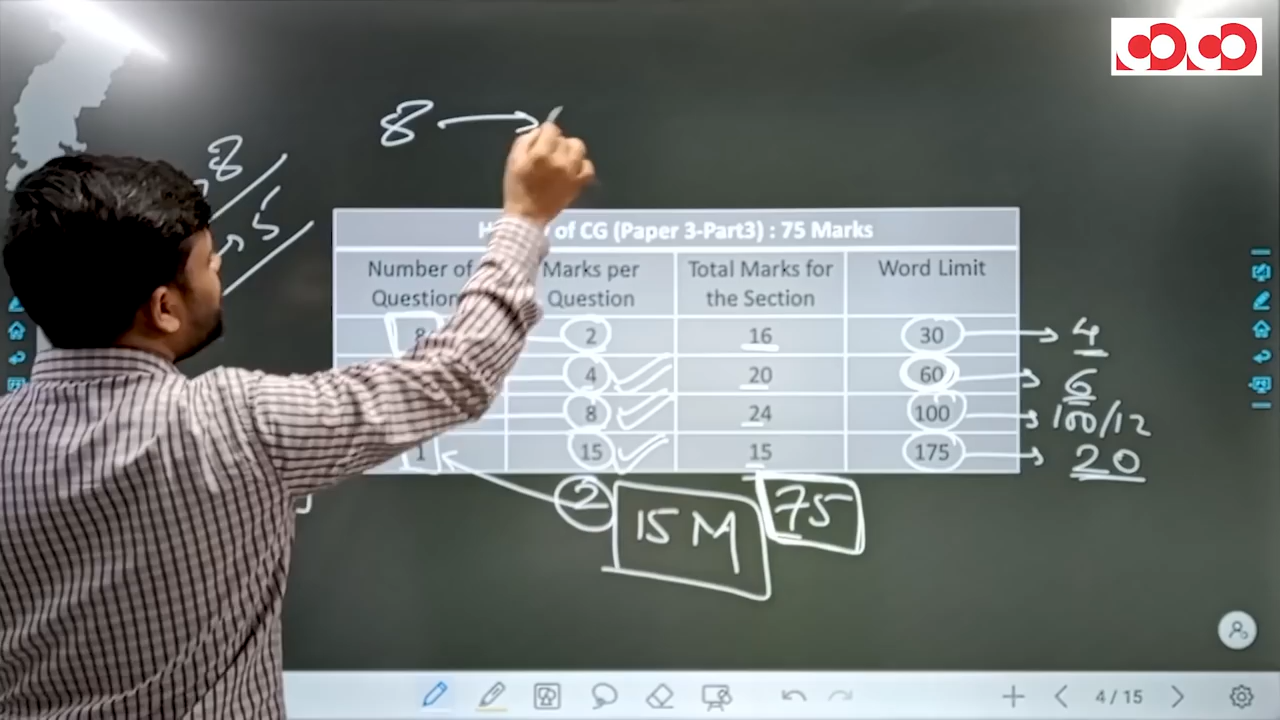 8
8
5
of CG (Paper 3-Part3) : 75 Marks
Number of Marks per Total Marks for Word Limit
Question the Section
8 2 16 30 4
4 20 60 6
8 24 100 100/12
1 15 15 175 20
2 15 M 75
4 / 15